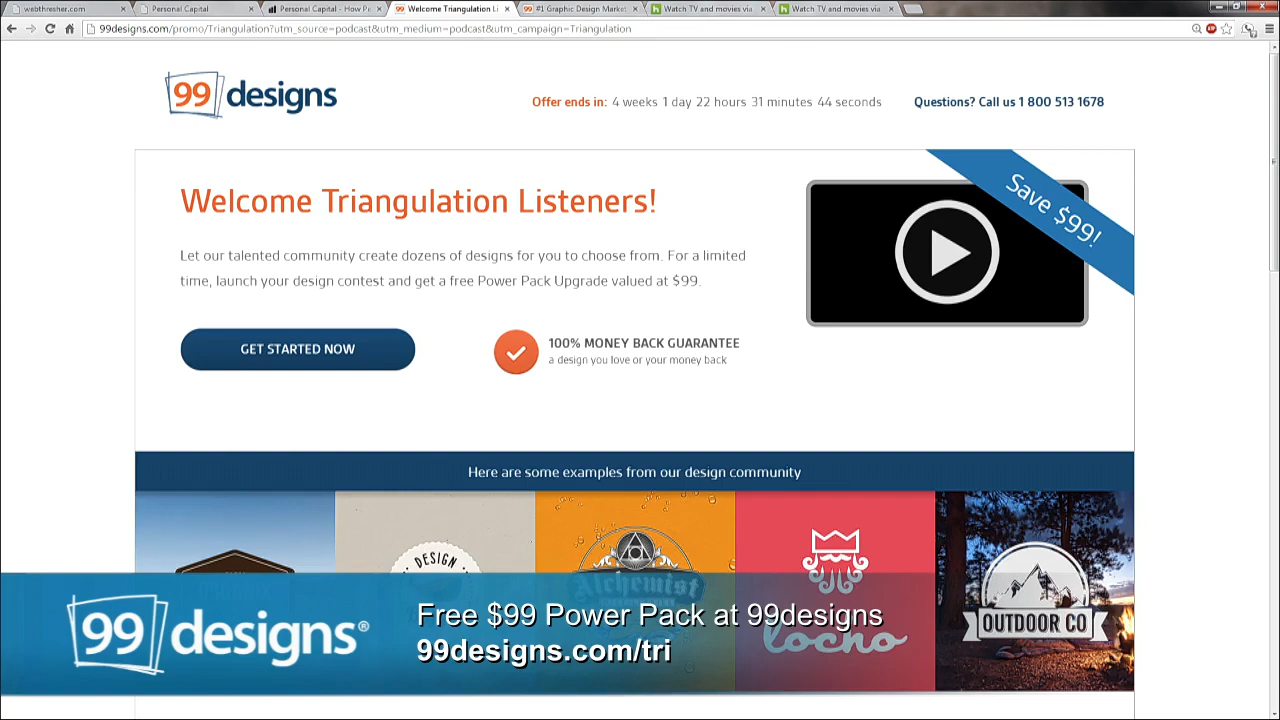 webthresher.com
Personal Capital
Personal Capital - How Pe
Welcome Triangulation Li
#1 Graphic Design Market
Watch TV and movies via
Watch TV and movies via
99designs.com/promo/Triangulation?utm_source=podcast&utm_medium=podcast&utm_campaign=Triangulation
99designs
Offer ends in: 4 weeks 1 day 22 hours 31 minutes 44 seconds
Questions? Call us 1 800 513 1678
Save $99!
Welcome Triangulation Listeners!
Let our talented community create dozens of designs for you to choose from. For a limited
time, launch your design contest and get a free Power Pack Upgrade valued at $99.
GET STARTED NOW
100% MONEY BACK GUARANTEE
a design you love or your money back
Here are some examples from our design community
DESIGN
Alchemist
locho
OUTDOOR CO
99designs®
Free $99 Power Pack at 99designs
99designs.com/tri